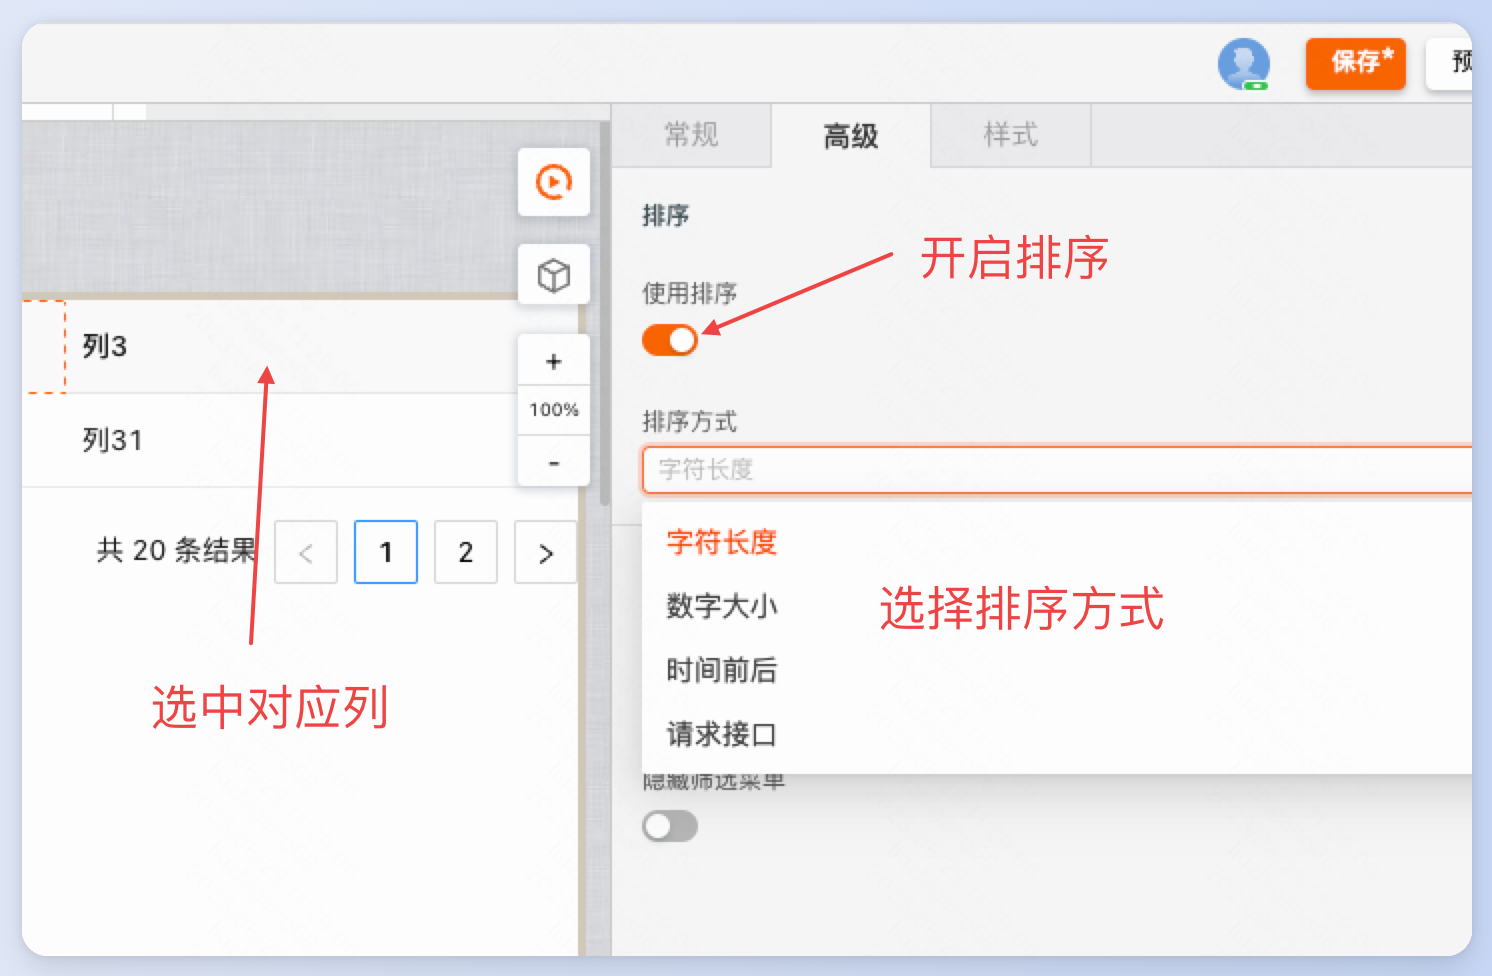 保存*
预
常规
高级
样式
排序
开启排序
使用排序
列3
+
100%
-
排序方式
列31
字符长度
共 20 条结果
<
1
2
>
字符长度
数字大小
选择排序方式
时间前后
选中对应列
请求接口
隐藏筛选菜单